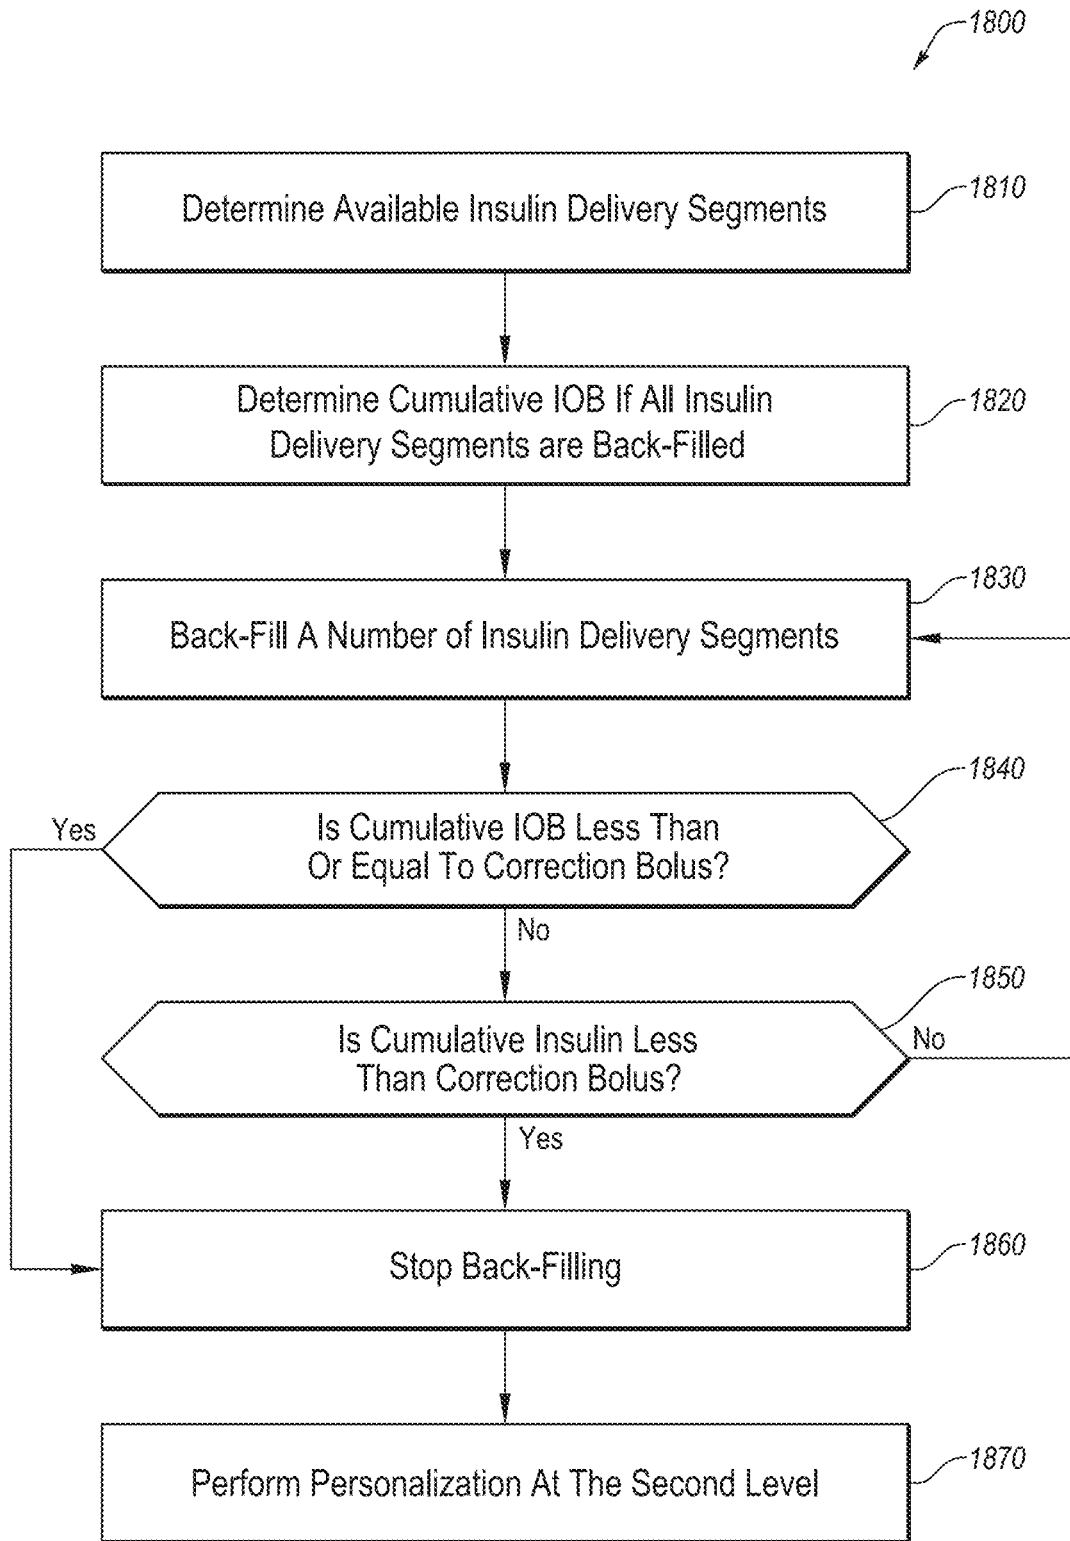 1800
Determine Available Insulin Delivery Segments
1810
Determine Cumulative IOB If All Insulin
Delivery Segments are Back-Filled
1820
Back-Fill A Number of Insulin Delivery Segments
1830
Is Cumulative IOB Less Than
Or Equal To Correction Bolus?
1840
Yes
No
Is Cumulative Insulin Less
Than Correction Bolus?
1850
No
Yes
Stop Back-Filling
1860
Perform Personalization At The Second Level
1870